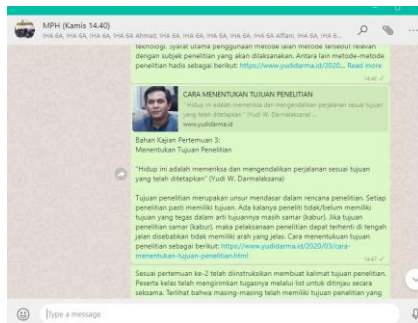 MPH (Kamis 14.40)
IHA 6A, IHA 6A, IHA 6A, IHA 6A Ahmad, IHA 6A, IHA 6A, IHA 6A Alfian, IHA 6A, IHA 6...
teknologi. Syarat utama penggunaan metode ialah metode tersebut relevan
dengan subjek penelitian yang akan dilaksanakan. Antara lain metode-metode
penelitian hadis sebagai berikut: https://www.yudidarma.id/2020... Read more
14:46
CARA MENENTUKAN TUJUAN PENELITIAN
"Hidup ini adalah memeriksa dan mengendalikan perjalanan sesuai tujuan
yang telah ditetapkan" (Yudi W. Darmalaksana) ...
www.yudidarma.id
Bahan Kajian Pertemuan 3:
Menentukan Tujuan Penelitian
"Hidup ini adalah memeriksa dan mengendalikan perjalanan sesuai tujuan
yang telah ditetapkan" (Yudi W. Darmalaksana)
Tujuan penelitian merupakan unsur mendasar dalam rencana penelitian. Setiap
penelitian pasti memiliki tujuan. Ada kalanya peneliti tidak/belum memiliki
tujuan yang tegas dalam arti tujuannya masih samar (kabur). Jika tujuan
penelitian samar (kabur), maka pelaksanaan penelitian dapat terhenti di tengah
jalan disebabkan tidak memiliki arah yang jelas. Cara menentukuan tujuan
penelitian sebagai berikut: https://www.yudidarma.id/2020/03/cara-
menentukan-tujuan-penelitian.html
14:47
Sesuai pertemuan ke-2 telah diinstruksikan membuat kalimat tujuan penelitian.
Peserta kelas telah mengirimkan tugasnya melalui list untuk ditinjau secara
seksama. Terlihat bahwa masing-masing telah memiliki tujuan penelitian yang
Type a message